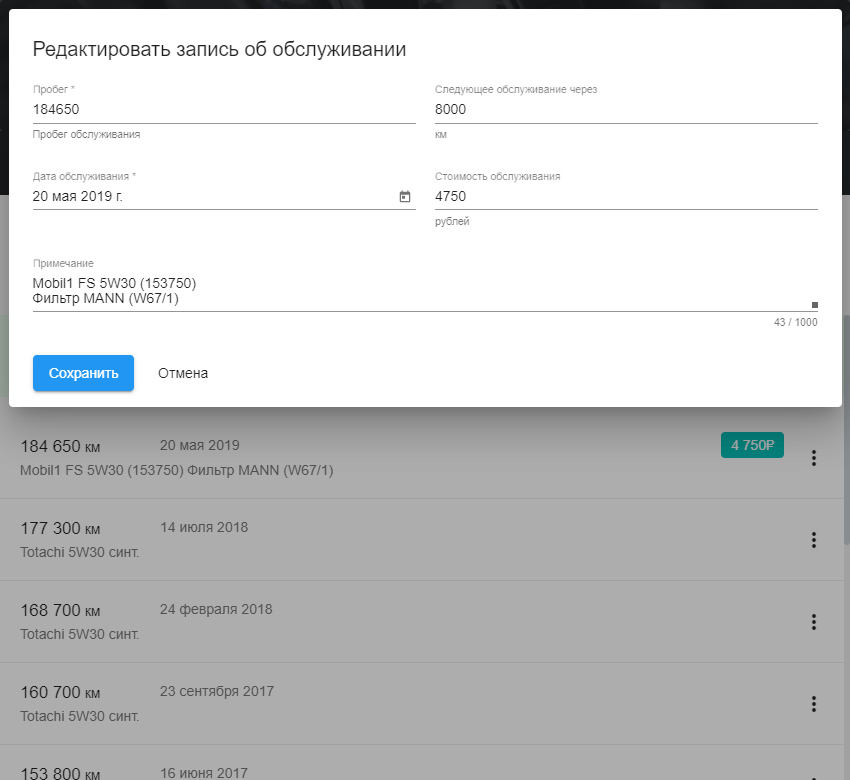 Редактировать запись об обслуживании
Пробег *
184650
Пробег обслуживания
Следующее обслуживание через
8000
км
Дата обслуживания *
20 мая 2019 г.
Стоимость обслуживания
4750
рублей
Примечание
Mobil1 FS 5W30 (153750)
Фильтр MANN (W67/1)
43 / 1000
Сохранить Отмена
184 650 км 20 мая 2019 4 750₽
Mobil1 FS 5W30 (153750) Фильтр MANN (W67/1)
177 300 км 14 июля 2018
Totachi 5W30 синт.
168 700 км 24 февраля 2018
Totachi 5W30 синт.
160 700 км 23 сентября 2017
Totachi 5W30 синт.
153 800 км 16 июня 2017